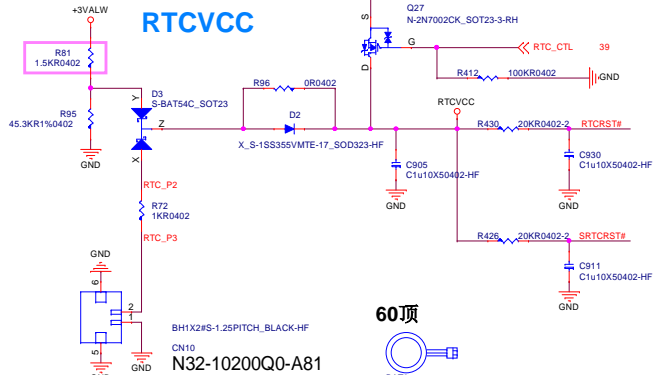 +3VALW
RTCVCC
R81
1.5KR0402
R95
45.3KR1%0402
GND
Y
D3
S-BAT54C_SOT23
Z
X
RTC_P2
R72
1KR0402
RTC_P3
GND
6
2
1
5
GND
BH1X2#S-1.25PITCH_BLACK-HF
CN10
N32-10200Q0-A81
R96
0R0402
D2
X_S-1SS355VMTE-17_SOD323-HF
S
Q27
N-2N7002CK_SOT23-3-RH
G
D
RTC_CTL
39
R412
100KR0402
GND
RTCVCC
C905
C1u10X50402-HF
GND
R430
20KR0402-2
RTCRST#
C930
C1u10X50402-HF
GND
R426
20KR0402-2
SRTCRST#
C911
C1u10X50402-HF
GND
60顶